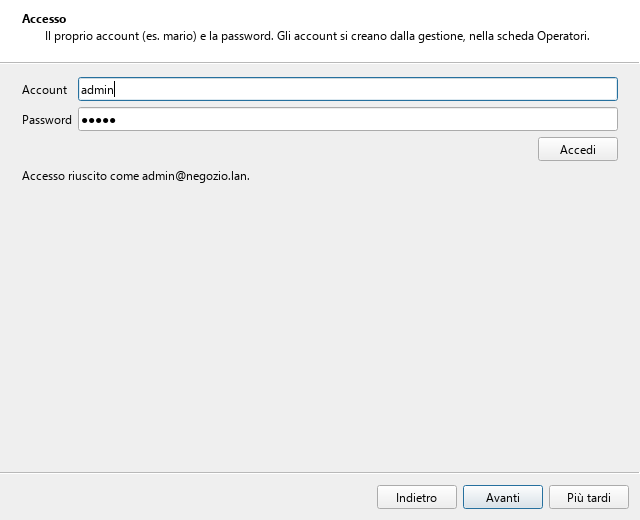 Accesso
Il proprio account (es. mario) e la password. Gli account si creano dalla gestione, nella scheda Operatori.
Account admin
Password ●●●●●
Accedi
Accesso riuscito come admin@negozio.lan.
Indietro Avanti Più tardi